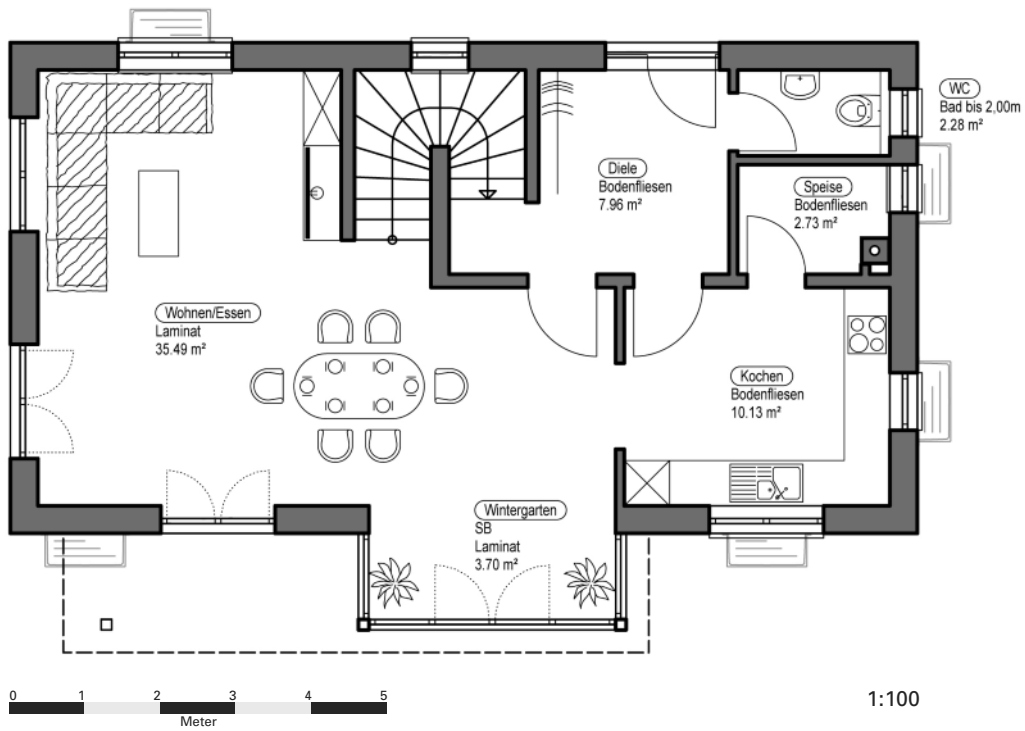 WC
Bad bis 2,00m
2.28 m²
Diele
Bodenfliesen
7.96 m²
Speise
Bodenfliesen
2.73 m²
Wohnen/Essen
Laminat
35.49 m²
Kochen
Bodenfliesen
10.13 m²
Wintergarten
SB
Laminat
3.70 m²
0 1 2 3 4 5
Meter
1:100